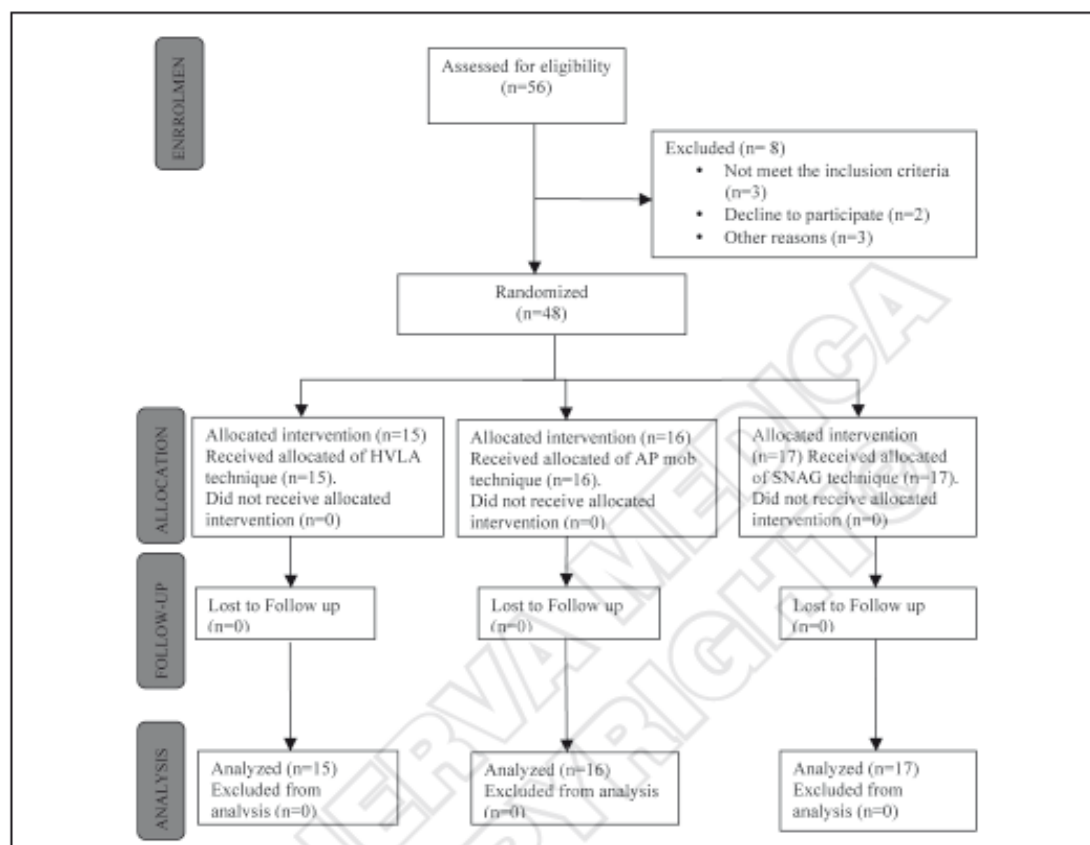 ENRROLMEN
Assessed for eligibility
(n=56)
Excluded (n= 8)
• Not meet the inclusion criteria
(n=3)
• Decline to participate (n=2)
• Other reasons (n=3)
Randomized
(n=48)
ALLOCATION
Allocated intervention (n=15)
Received allocated of HVLA
technique (n=15).
Did not receive allocated
intervention (n=0)
Allocated intervention (n=16)
Received allocated of AP mob
technique (n=16).
Did not receive allocated
intervention (n=0)
Allocated intervention
(n=17) Received allocated
of SNAG technique (n=17).
Did not receive allocated
intervention (n=0)
FOLLOW-UP
Lost to Follow up
(n=0)
Lost to Follow up
(n=0)
Lost to Follow up
(n=0)
ANALYSIS
Analyzed (n=15)
Excluded from
analysis (n=0)
Analyzed (n=16)
Excluded from analysis
(n=0)
Analyzed (n=17)
Excluded from
analysis (n=0)
MEDICA